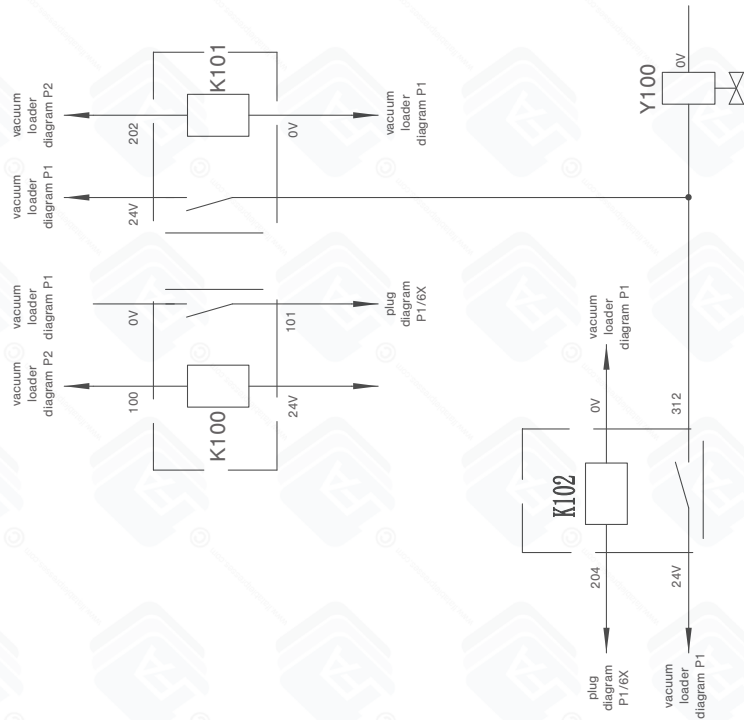 vacuum
loader
diagram P2
202
K101
0V
vacuum
loader
diagram P1
vacuum
loader
diagram P1
24V
vacuum
loader
diagram P1
0V
101
plug
diagram
P1/6X
vacuum
loader
diagram P2
100
K100
24V
Y100
0V
vacuum
loader
diagram P1
0V
312
K102
204
24V
plug
diagram
P1/6X
vacuum
loader
diagram P1